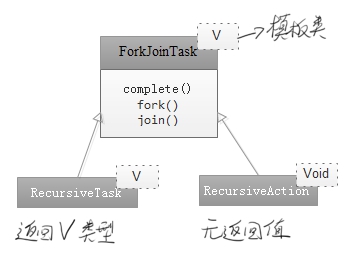 V
→模板类
ForkJoinTask
complete()
fork()
join()
V
RecursiveTask
Void
RecursiveAction
返回V类型
无返回值